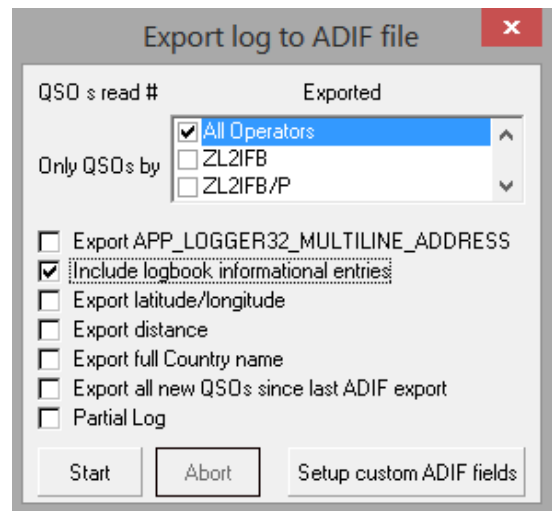 Export log to ADIF file
QSO s read # Exported
Only QSOs by
All Operators
ZL2IFB
ZL2IFB/P
Export APP_LOGGER32_MULTILINE_ADDRESS
Include logbook informational entries
Export latitude/longitude
Export distance
Export full Country name
Export all new QSOs since last ADIF export
Partial Log
Start Abort Setup custom ADIF fields